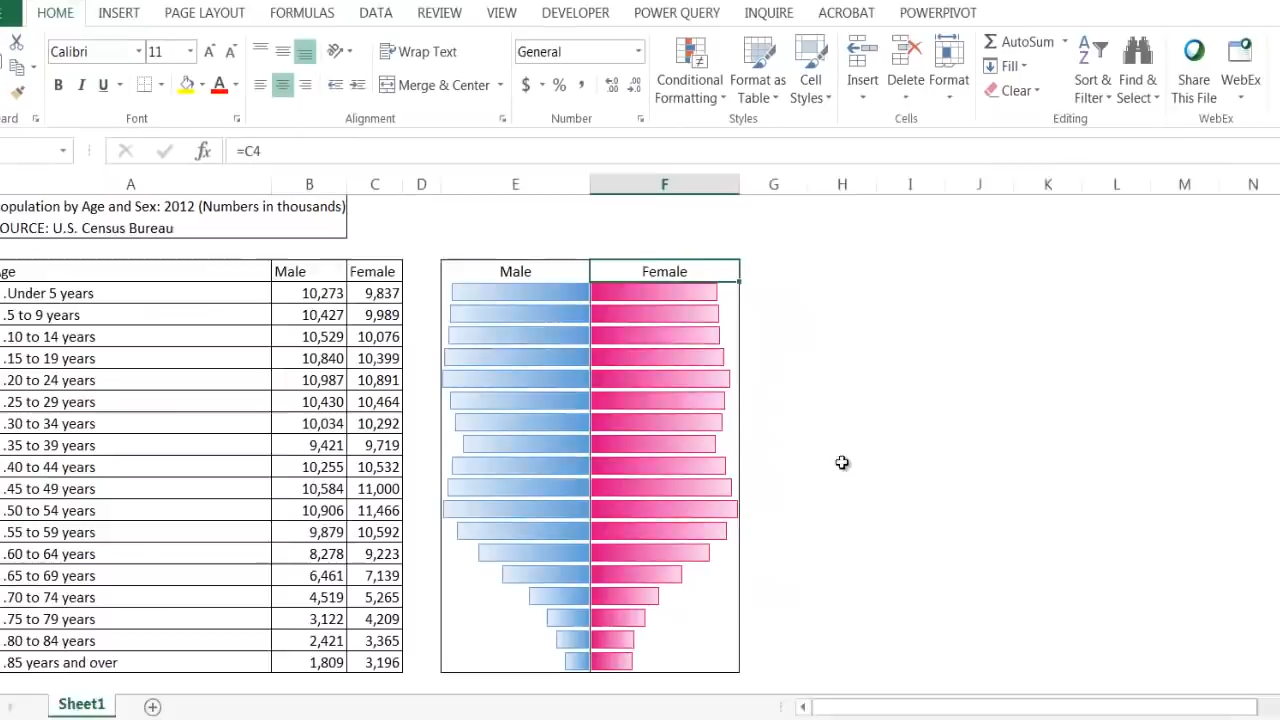 HOME INSERT PAGE LAYOUT FORMULAS DATA REVIEW VIEW DEVELOPER POWER QUERY INQUIRE ACROBAT POWERPIVOT
Calibri 11 A A Wrap Text General AutoSum
Fill
B I U A Merge & Center $ % , Conditional Formatting Format as Table Cell Styles Insert Delete Format Clear Sort & Filter Find & Select Share This File WebEx
ard Font Alignment Number Styles Cells Editing WebEx
fx =C4
A B C D E F G H I J K L M N
opulation by Age and Sex: 2012 (Numbers in thousands)
OURCE: U.S. Census Bureau
ge Male Female Male Female
.Under 5 years 10,273 9,837
.5 to 9 years 10,427 9,989
.10 to 14 years 10,529 10,076
.15 to 19 years 10,840 10,399
.20 to 24 years 10,987 10,891
.25 to 29 years 10,430 10,464
.30 to 34 years 10,034 10,292
.35 to 39 years 9,421 9,719
.40 to 44 years 10,255 10,532
.45 to 49 years 10,584 11,000
.50 to 54 years 10,906 11,466
.55 to 59 years 9,879 10,592
.60 to 64 years 8,278 9,223
.65 to 69 years 6,461 7,139
.70 to 74 years 4,519 5,265
.75 to 79 years 3,122 4,209
.80 to 84 years 2,421 3,365
.85 years and over 1,809 3,196
Sheet1